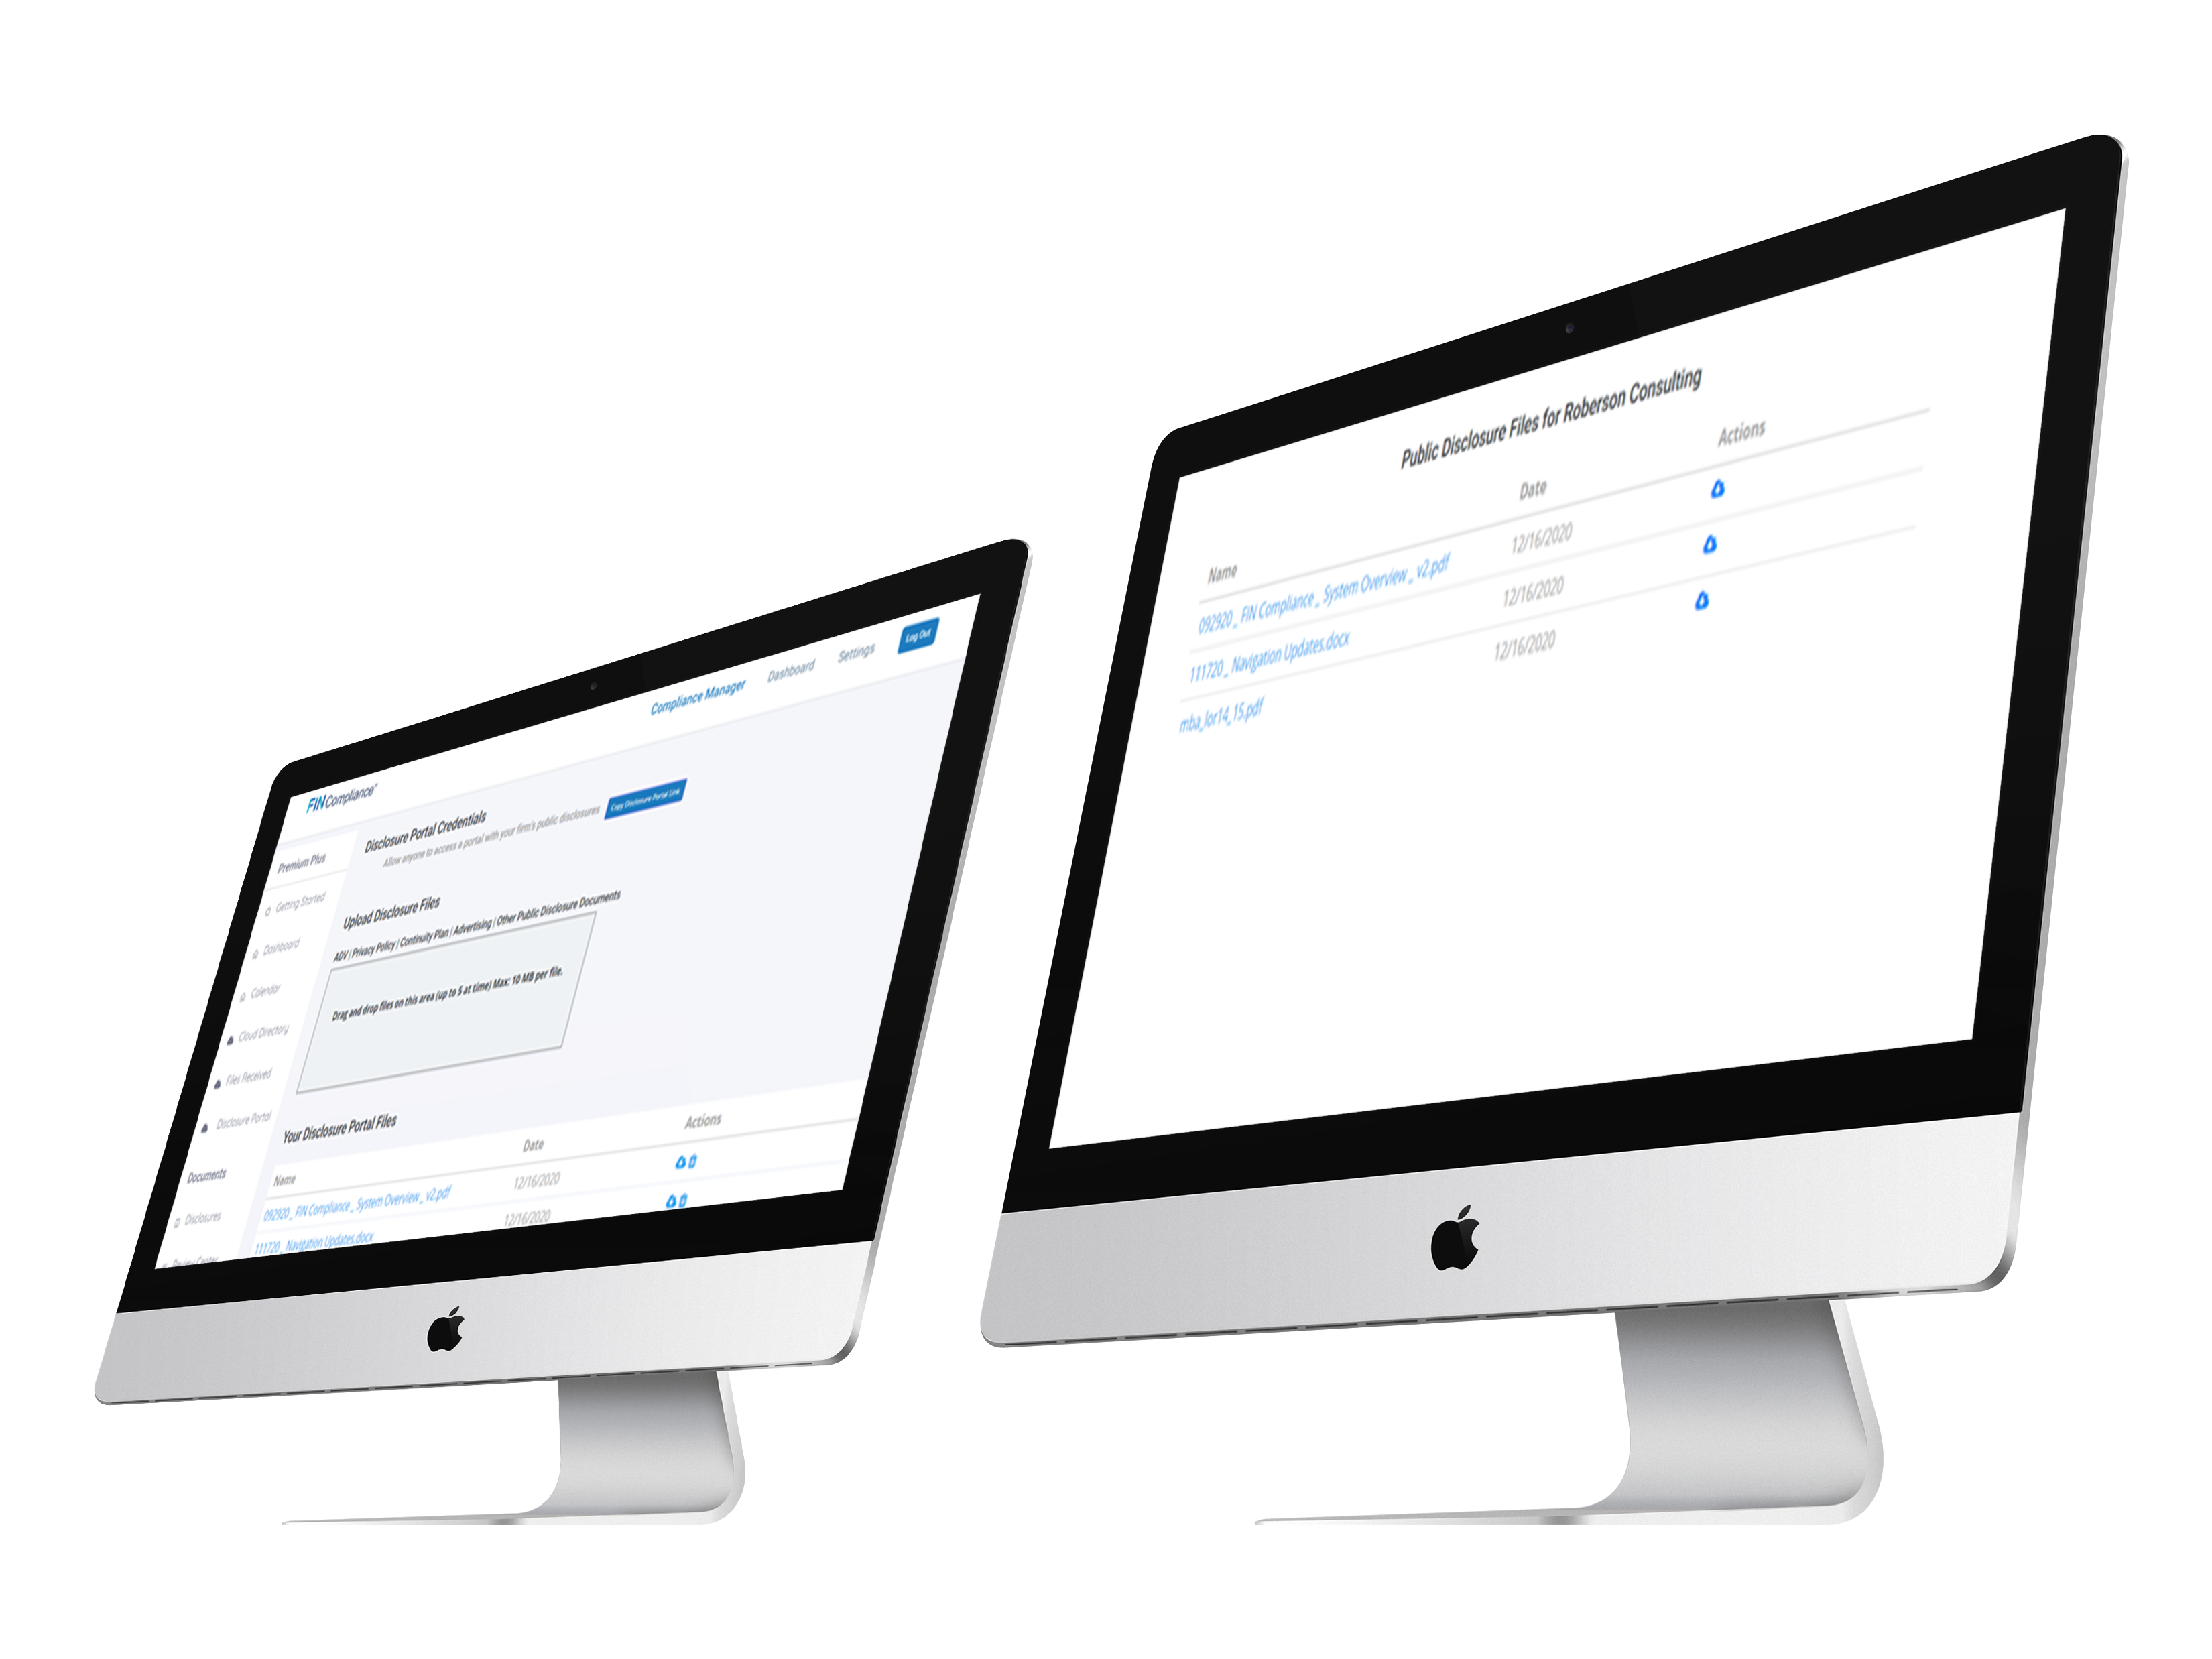 FIN Compliance
Compliance Manager
Dashboard
Settings
Log Out
Premium Plus
Getting Started
Dashboard
Calendar
Cloud Directory
Files Received
Disclosure Portal
Documents
Disclosures
Review Center
Disclosure Portal Credentials
Allow anyone to access a portal with your firm's public disclosures
Copy Disclosure Portal Link
Upload Disclosure Files
ADV | Privacy Policy | Continuity Plan | Advertising | Other Public Disclosure Documents
Drag and drop files on this area (up to 5 at time) Max: 10 MB per file.
Your Disclosure Portal Files
Name Date Actions
092920_ FIN Compliance_ System Overview_ v2.pdf 12/16/2020
111720_ Navigation Updates.docx 12/16/2020
Public Disclosure Files for Roberson Consulting
Name Date Actions
092920_ FIN Compliance_ System Overview_ v2.pdf 12/16/2020
111720_ Navigation Updates.docx 12/16/2020
mba_lor14_15.pdf 12/16/2020